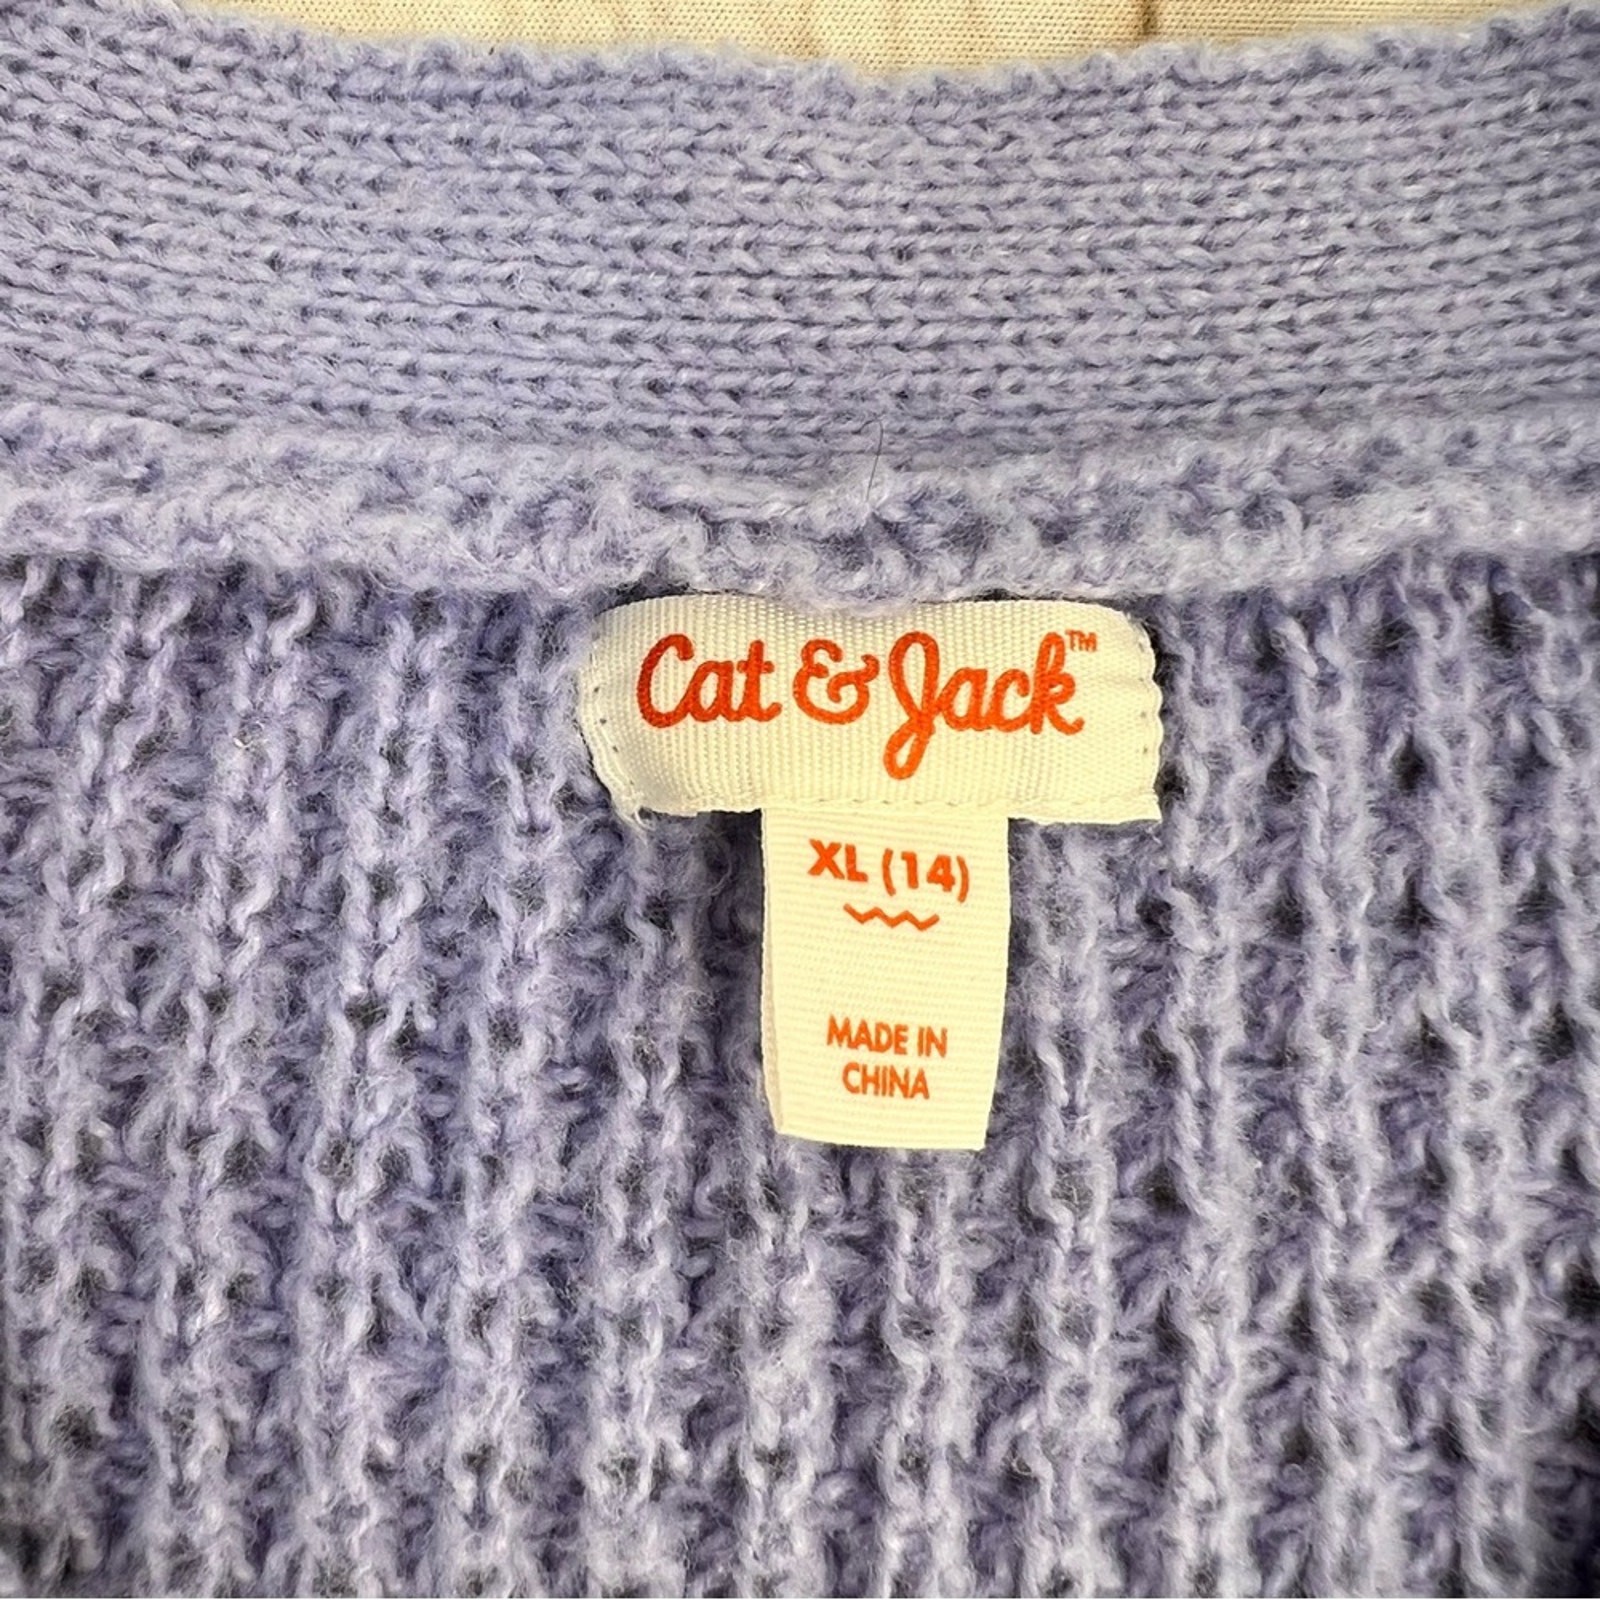 Cat & Jack™
XL (14)
MADE IN
CHINA